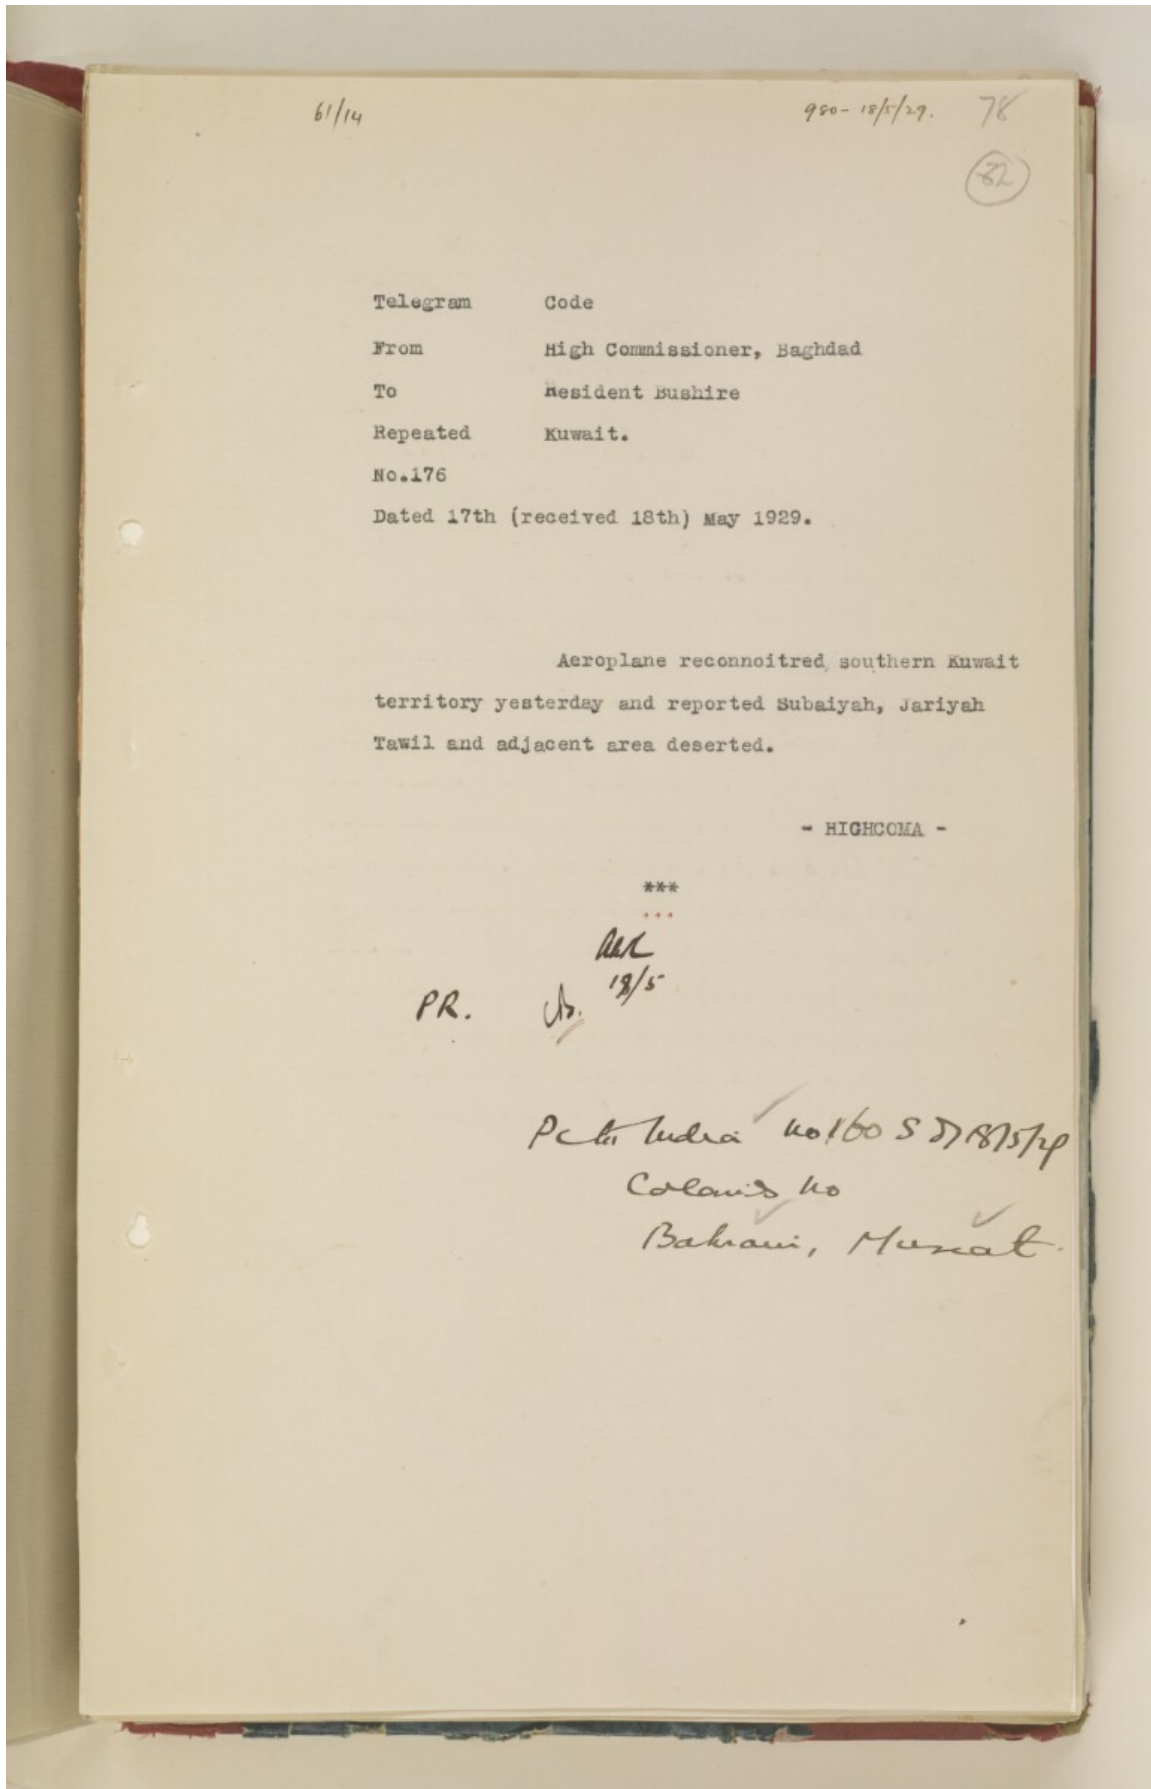 61/14
980- 18/5/29.
78
82
Telegram Code
From High Commissioner, Baghdad
To Resident Bushire
Repeated Kuwait.
No.176
Dated 17th (received 18th) May 1929.
Aeroplane reconnoitred, southern Kuwait
territory yesterday and reported Subaiyah, Jariyah
Tawil and adjacent area deserted.
- HIGHCOMA -
***
...
18/5
PR.
India No 160 S 18/5/29
Colonies No
Bahrain, Muscat.